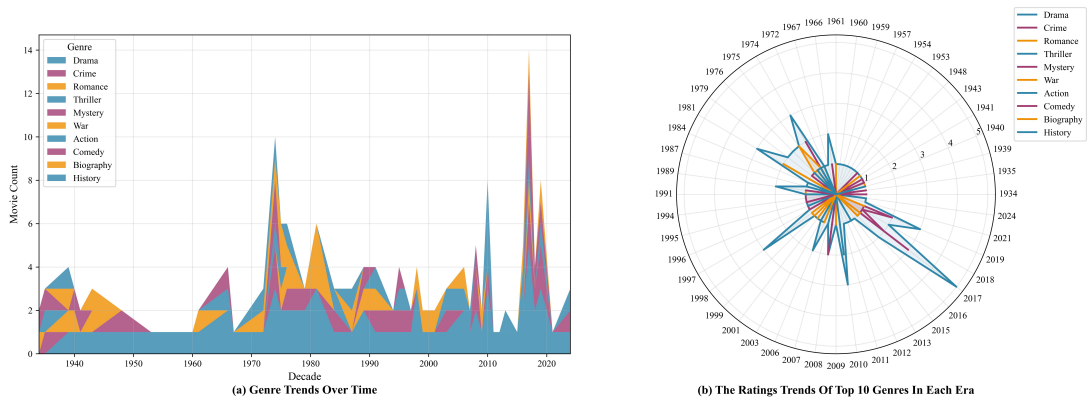 Genre
Drama
Crime
Romance
Thriller
Mystery
War
Action
Comedy
Biography
History
14
12
10
8
6
4
2
0
Movie Count
1940 1950 1960 1970 1980 1990 2000 2010 2020
Decade
(a) Genre Trends Over Time
Drama
Crime
Romance
Thriller
Mystery
War
Action
Comedy
Biography
History
1934
1935
1939
1940
1941
1943
1948
1953
1954
1957
1959
1960
1961
1966
1967
1972
1974
1975
1976
1979
1981
1984
1987
1989
1991
1994
1995
1996
1997
1998
1999
2001
2003
2006
2007
2008
2009
2010
2011
2012
2013
2015
2016
2017
2018
2019
2021
2024
1
2
3
4
5
(b) The Ratings Trends Of Top 10 Genres In Each Era